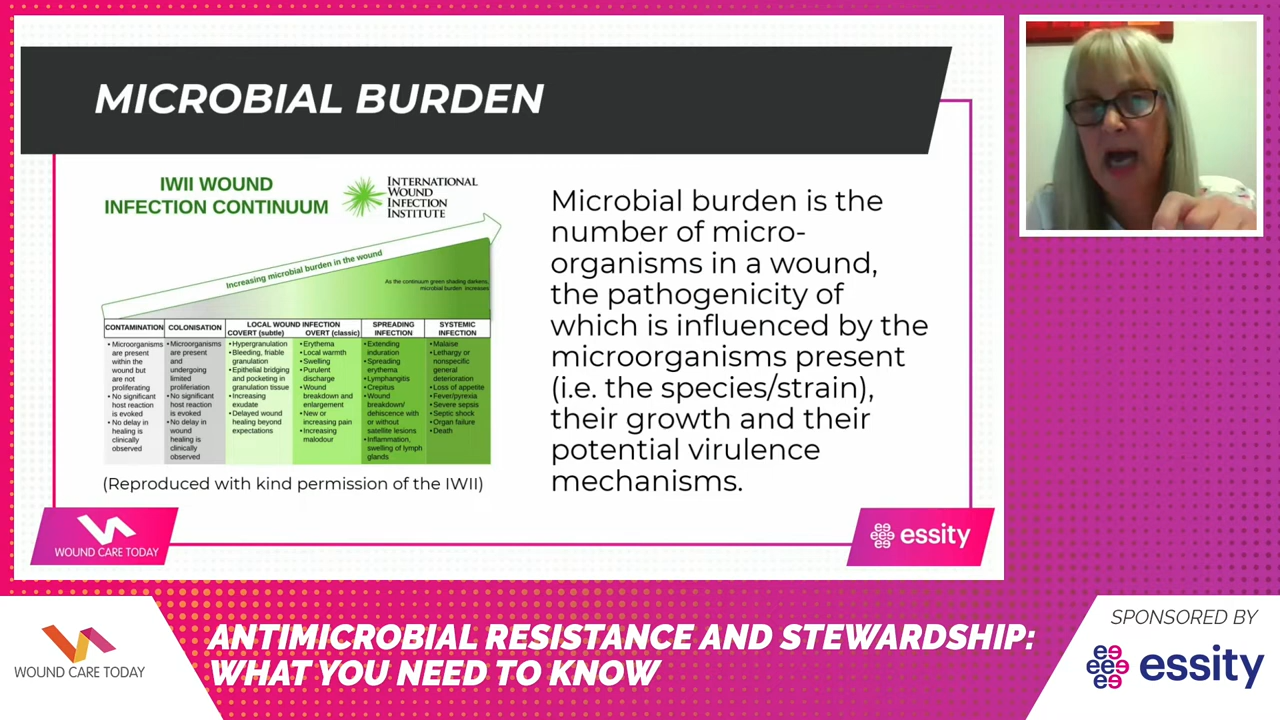 MICROBIAL BURDEN
IWII WOUND
INFECTION CONTINUUM
INTERNATIONAL
WOUND
INFECTION
INSTITUTE
Increasing microbial burden in the wound
As the continuum green shading darkens,
microbial burden increases
CONTAMINATION
• Microorganisms
are present
within the
wound but
are not
proliferating
• No significant
host reaction
is evoked
• No delay in
healing is
clinically
observed
COLONISATION
• Microorganisms
are present
and
undergoing
limited
proliferation
• No significant
host reaction
is evoked
• No delay in
wound
healing is
clinically
observed
LOCAL WOUND INFECTION
COVERT (subtle)
• Hypergranulation
• Bleeding, friable
granulation
• Epithelial bridging
and pocketing in
granulation tissue
• Increasing
exudate
• Delayed wound
healing beyond
expectations
OVERT (classic)
• Erythema
• Local warmth
• Swelling
• Purulent
discharge
• Wound
breakdown and
enlargement
• New or
increasing pain
• Increasing
malodour
SPREADING
INFECTION
• Extending
induration
• Spreading
erythema
• Lymphangitis
• Crepitus
• Wound
breakdown/
dehiscence with
or without
satellite lesions
• Inflammation,
swelling of lymph
glands
SYSTEMIC
INFECTION
• Malaise
• Lethargy or
nonspecific
general
deterioration
• Loss of appetite
• Fever/pyrexia
• Severe sepsis
• Septic shock
• Organ failure
• Death
(Reproduced with kind permission of the IWII)
Microbial burden is the
number of micro-
organisms in a wound,
the pathogenicity of
which is influenced by the
microorganisms present
(i.e. the species/strain),
their growth and their
potential virulence
mechanisms.
WOUND CARE TODAY
essity
WOUND CARE TODAY
ANTIMICROBIAL RESISTANCE AND STEWARDSHIP:
WHAT YOU NEED TO KNOW
SPONSORED BY
essity